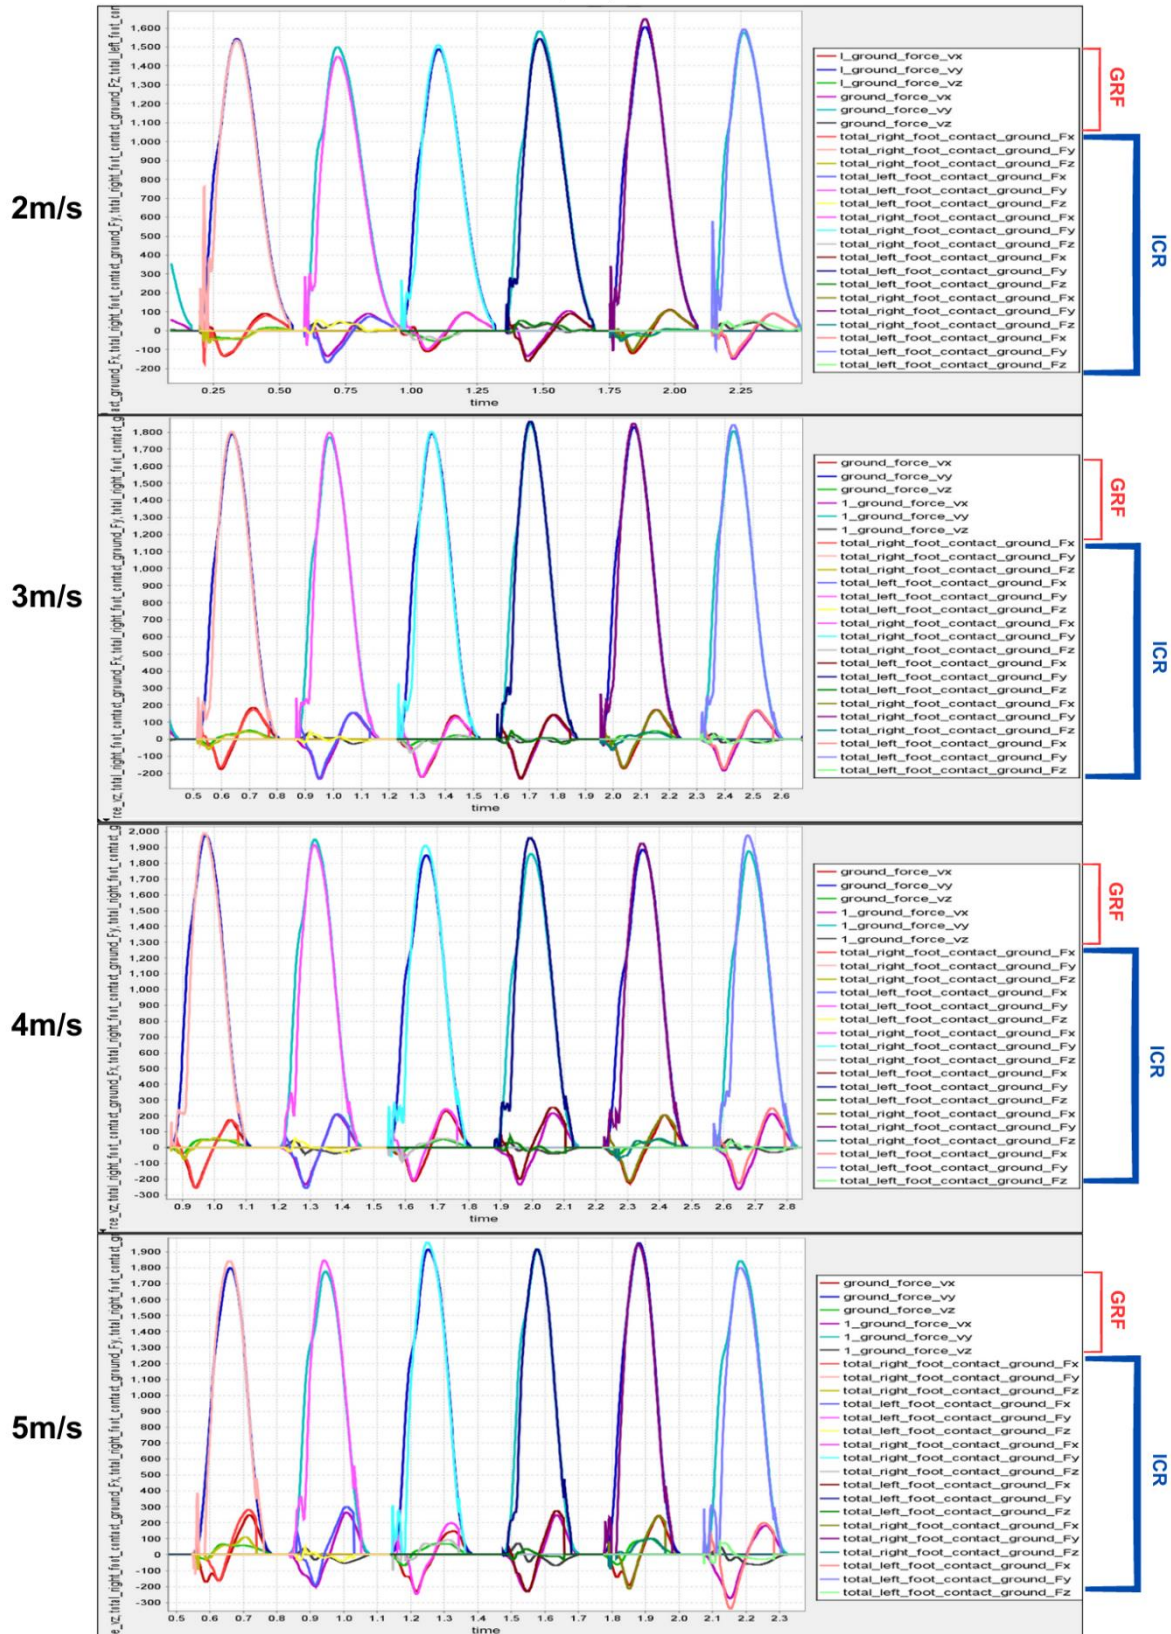 2m/s
1,600
1,500
1,400
1,300
1,200
1,100
1,000
900
800
700
600
500
400
300
200
100
0
-100
-200
0.25 0.50 0.75 1.00 1.25 1.50 1.75 2.00 2.25
time
l_ground_force_vx
l_ground_force_vy
l_ground_force_vz
ground_force_vx
ground_force_vy
ground_force_vz
total_right_foot_contact_ground_Fx
total_right_foot_contact_ground_Fy
total_right_foot_contact_ground_Fz
total_left_foot_contact_ground_Fx
total_left_foot_contact_ground_Fy
total_left_foot_contact_ground_Fz
total_right_foot_contact_ground_Fx
total_right_foot_contact_ground_Fy
total_right_foot_contact_ground_Fz
total_left_foot_contact_ground_Fx
total_left_foot_contact_ground_Fy
total_left_foot_contact_ground_Fz
total_right_foot_contact_ground_Fx
total_right_foot_contact_ground_Fy
total_right_foot_contact_ground_Fz
total_left_foot_contact_ground_Fx
total_left_foot_contact_ground_Fy
total_left_foot_contact_ground_Fz
GRF
ICR
3m/s
1,800
1,700
1,600
1,500
1,400
1,300
1,200
1,100
1,000
900
800
700
600
500
400
300
200
100
0
-100
-200
0.5 0.6 0.7 0.8 0.9 1.0 1.1 1.2 1.3 1.4 1.5 1.6 1.7 1.8 1.9 2.0 2.1 2.2 2.3 2.4 2.5 2.6
time
ground_force_vx
ground_force_vy
ground_force_vz
1_ground_force_vx
1_ground_force_vy
1_ground_force_vz
total_right_foot_contact_ground_Fx
total_right_foot_contact_ground_Fy
total_right_foot_contact_ground_Fz
total_left_foot_contact_ground_Fx
total_left_foot_contact_ground_Fy
total_left_foot_contact_ground_Fz
total_right_foot_contact_ground_Fx
total_right_foot_contact_ground_Fy
total_right_foot_contact_ground_Fz
total_left_foot_contact_ground_Fx
total_left_foot_contact_ground_Fy
total_left_foot_contact_ground_Fz
total_right_foot_contact_ground_Fx
total_right_foot_contact_ground_Fy
total_right_foot_contact_ground_Fz
total_left_foot_contact_ground_Fx
total_left_foot_contact_ground_Fy
total_left_foot_contact_ground_Fz
GRF
ICR
4m/s
2,000
1,900
1,800
1,700
1,600
1,500
1,400
1,300
1,200
1,100
1,000
900
800
700
600
500
400
300
200
100
0
-100
-200
-300
0.9 1.0 1.1 1.2 1.3 1.4 1.5 1.6 1.7 1.8 1.9 2.0 2.1 2.2 2.3 2.4 2.5 2.6 2.7 2.8
time
ground_force_vx
ground_force_vy
ground_force_vz
1_ground_force_vx
1_ground_force_vy
1_ground_force_vz
total_right_foot_contact_ground_Fx
total_right_foot_contact_ground_Fy
total_right_foot_contact_ground_Fz
total_left_foot_contact_ground_Fx
total_left_foot_contact_ground_Fy
total_left_foot_contact_ground_Fz
total_right_foot_contact_ground_Fx
total_right_foot_contact_ground_Fy
total_right_foot_contact_ground_Fz
total_left_foot_contact_ground_Fx
total_left_foot_contact_ground_Fy
total_left_foot_contact_ground_Fz
total_right_foot_contact_ground_Fx
total_right_foot_contact_ground_Fy
total_right_foot_contact_ground_Fz
total_left_foot_contact_ground_Fx
total_left_foot_contact_ground_Fy
total_left_foot_contact_ground_Fz
GRF
ICR
5m/s
1,900
1,800
1,700
1,600
1,500
1,400
1,300
1,200
1,100
1,000
900
800
700
600
500
400
300
200
100
0
-100
-200
-300
0.5 0.6 0.7 0.8 0.9 1.0 1.1 1.2 1.3 1.4 1.5 1.6 1.7 1.8 1.9 2.0 2.1 2.2 2.3
time
ground_force_vx
ground_force_vy
ground_force_vz
1_ground_force_vx
1_ground_force_vy
1_ground_force_vz
total_right_foot_contact_ground_Fx
total_right_foot_contact_ground_Fy
total_right_foot_contact_ground_Fz
total_left_foot_contact_ground_Fx
total_left_foot_contact_ground_Fy
total_left_foot_contact_ground_Fz
total_right_foot_contact_ground_Fx
total_right_foot_contact_ground_Fy
total_right_foot_contact_ground_Fz
total_left_foot_contact_ground_Fx
total_left_foot_contact_ground_Fy
total_left_foot_contact_ground_Fz
total_right_foot_contact_ground_Fx
total_right_foot_contact_ground_Fy
total_right_foot_contact_ground_Fz
total_left_foot_contact_ground_Fx
total_left_foot_contact_ground_Fy
total_left_foot_contact_ground_Fz
GRF
ICR